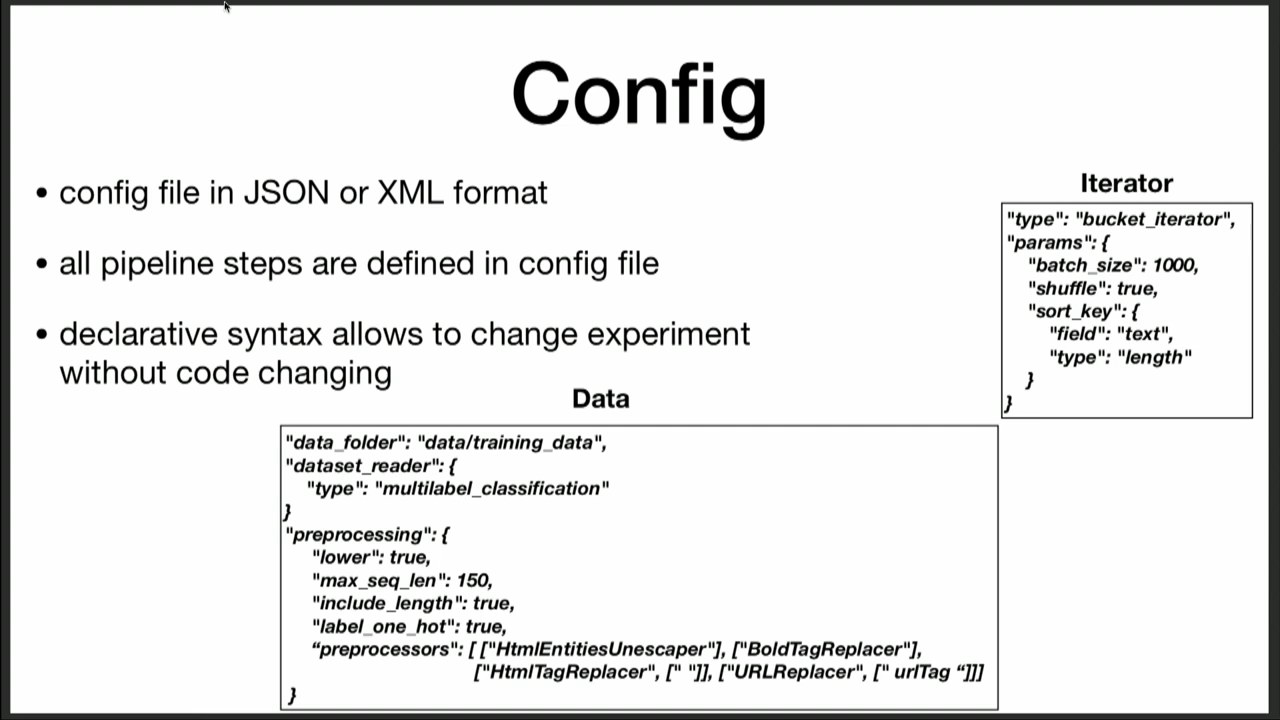 Config
• config file in JSON or XML format
• all pipeline steps are defined in config file
• declarative syntax allows to change experiment
without code changing
Iterator
"type": "bucket_iterator",
"params": {
"batch_size": 1000,
"shuffle": true,
"sort_key": {
"field": "text",
"type": "length"
}
}
Data
"data_folder": "data/training_data",
"dataset_reader": {
"type": "multilabel_classification"
}
"preprocessing": {
"lower": true,
"max_seq_len": 150,
"include_length": true,
"label_one_hot": true,
“preprocessors": [ ["HtmlEntitiesUnescaper"], ["BoldTagReplacer"],
["HtmlTagReplacer", [" "]], ["URLReplacer", [" urlTag “]]]
}